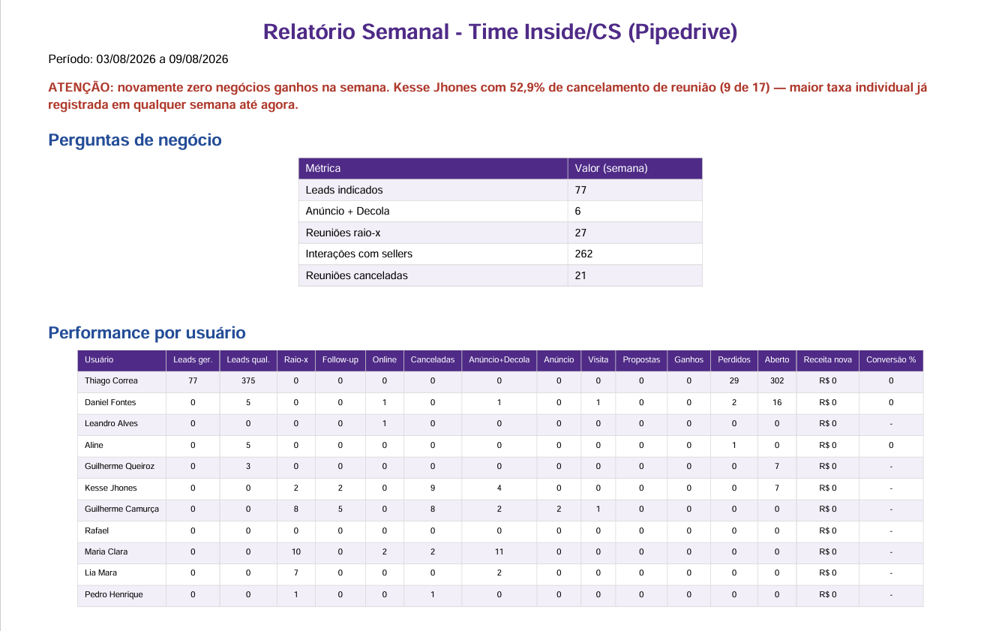 Relatório Semanal - Time Inside/CS (Pipedrive)
Período: 03/08/2026 a 09/08/2026
ATENÇÃO: novamente zero negócios ganhos na semana. Kesse Jhones com 52,9% de cancelamento de reunião (9 de 17) — maior taxa individual já
registrada em qualquer semana até agora.
Perguntas de negócio
Métrica Valor (semana)
Leads indicados 77
Anúncio + Decola 6
Reuniões raio-x 27
Interações com sellers 262
Reuniões canceladas 21
Performance por usuário
Usuário Leads ger. Leads qual. Raio-x Follow-up Online Canceladas Anúncio+Decola Anúncio Visita Propostas Ganhos Perdidos Aberto Receita nova Conversão %
Thiago Correa 77 375 0 0 0 0 0 0 0 0 0 29 302 R$ 0 0
Daniel Fontes 0 5 0 0 1 0 1 0 1 0 0 2 16 R$ 0 0
Leandro Alves 0 0 0 0 1 0 0 0 0 0 0 0 0 R$ 0 -
Aline 0 5 0 0 0 0 0 0 0 0 0 1 0 R$ 0 0
Guilherme Queiroz 0 3 0 0 0 0 0 0 0 0 0 0 7 R$ 0 -
Kesse Jhones 0 0 2 2 0 9 4 0 0 0 0 0 7 R$ 0 -
Guilherme Camurça 0 0 8 5 0 8 2 2 1 0 0 0 0 R$ 0 -
Rafael 0 0 0 0 0 0 0 0 0 0 0 0 0 R$ 0 -
Maria Clara 0 0 10 0 2 2 11 0 0 0 0 0 0 R$ 0 -
Lia Mara 0 0 7 0 0 0 2 0 0 0 0 0 0 R$ 0 -
Pedro Henrique 0 0 1 0 0 1 0 0 0 0 0 0 0 R$ 0 -